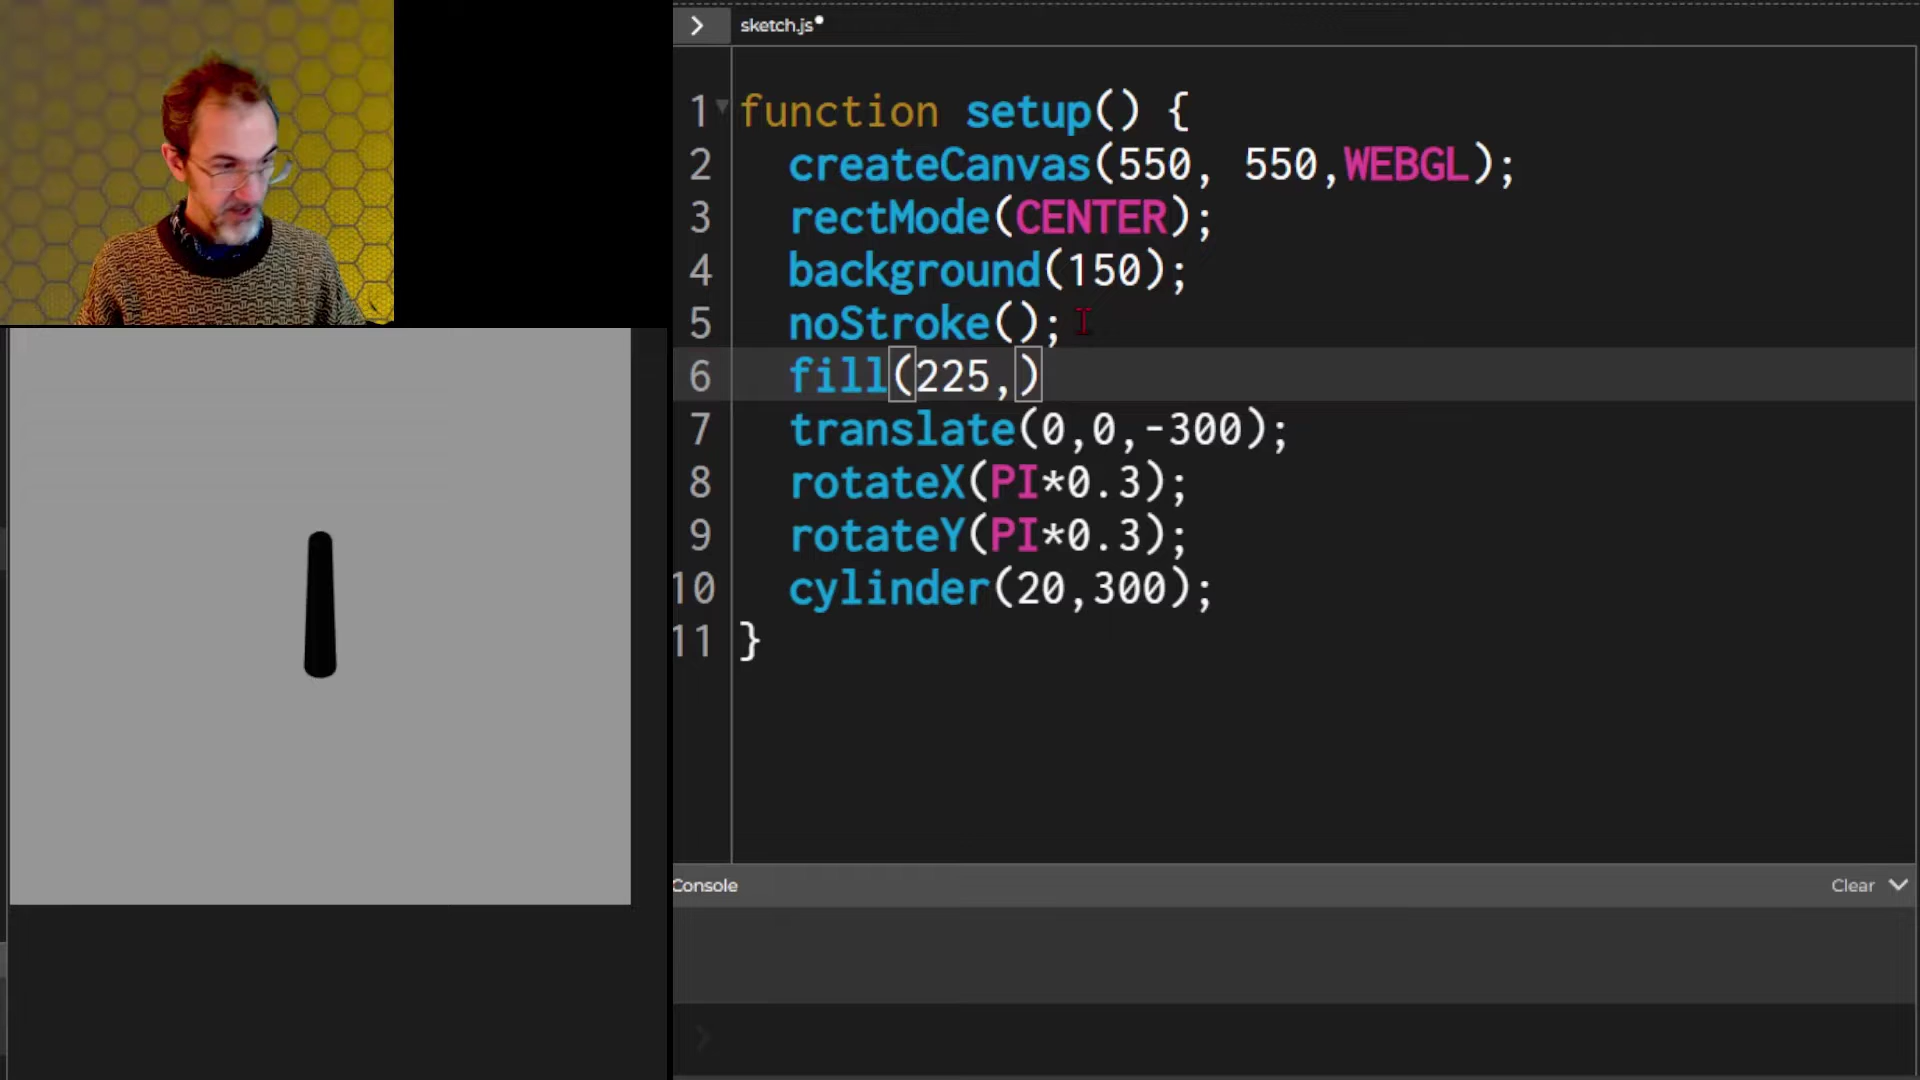 sketch.js
1 function setup() {
2 createCanvas(550, 550,WEBGL);
3 rectMode(CENTER);
4 background(150);
5 noStroke();
6 fill(225,)
7 translate(0,0,-300);
8 rotateX(PI*0.3);
9 rotateY(PI*0.3);
10 cylinder(20,300);
11 }
Console
Clear